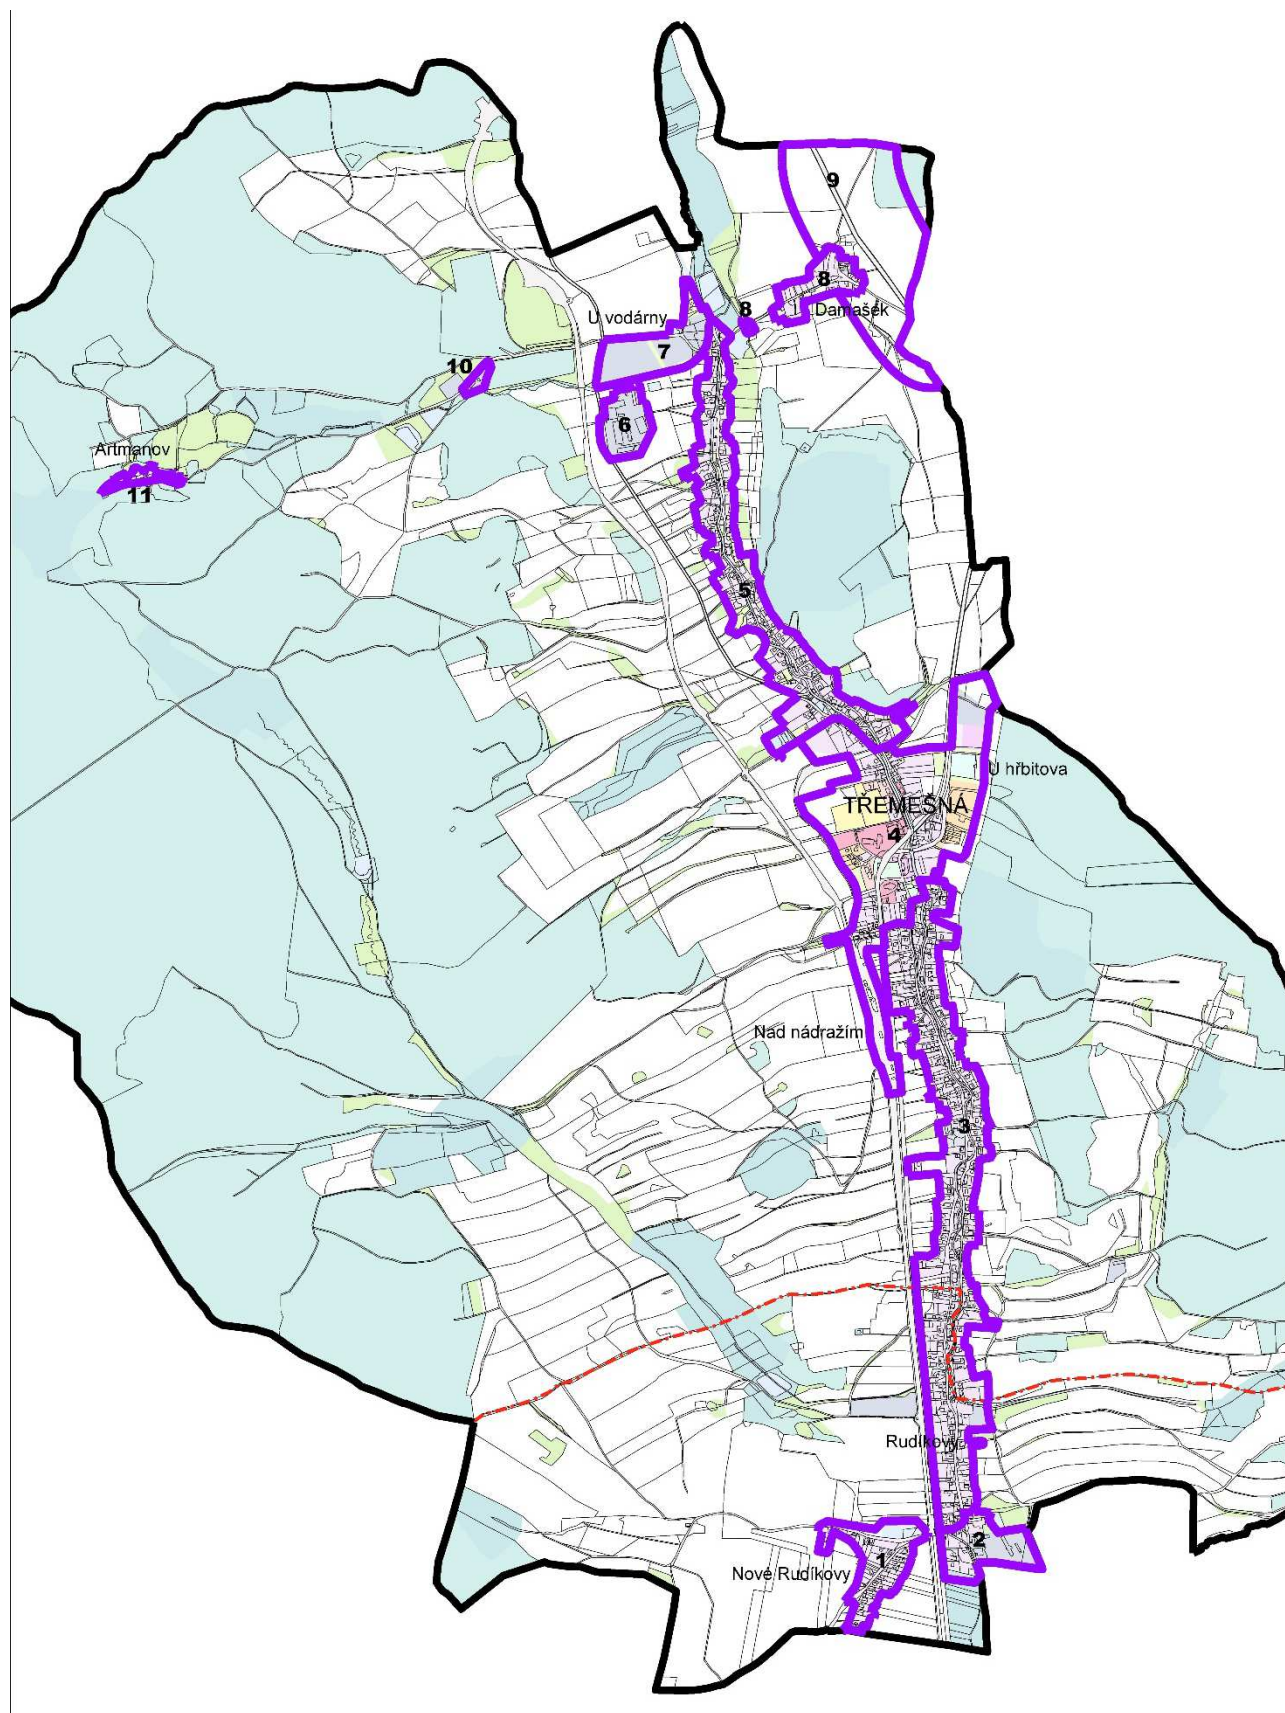 9
8
Damašek
8
U vodárny
7
10
6
Artmanov
11
5
U hřbitova
TŘEMEŠNÁ
4
Nad nádražím
3
Rudíkovy
2
1
Nové Rudíkovy